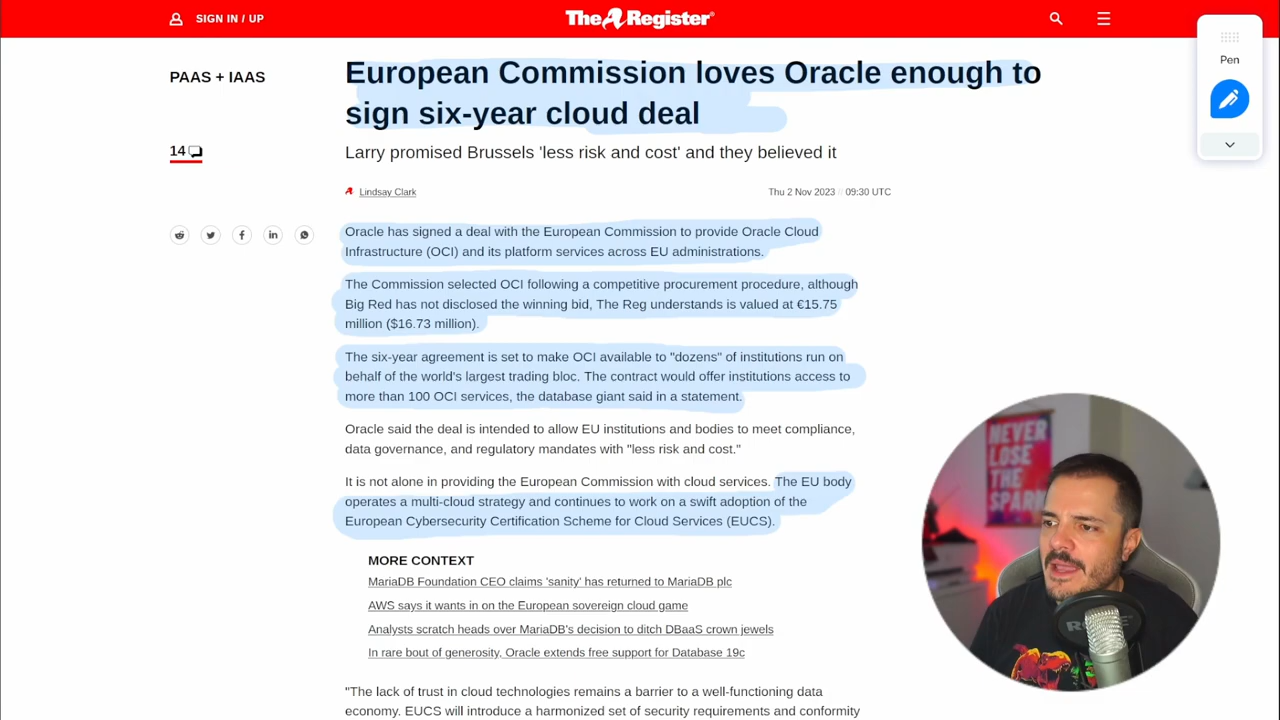 SIGN IN / UP
The Register
Pen
PAAS + IAAS
European Commission loves Oracle enough to
sign six-year cloud deal
14
Larry promised Brussels 'less risk and cost' and they believed it
Lindsay Clark
Thu 2 Nov 2023 // 09:30 UTC
Oracle has signed a deal with the European Commission to provide Oracle Cloud
Infrastructure (OCI) and its platform services across EU administrations.
The Commission selected OCI following a competitive procurement procedure, although
Big Red has not disclosed the winning bid, The Reg understands is valued at €15.75
million ($16.73 million).
The six-year agreement is set to make OCI available to "dozens" of institutions run on
behalf of the world's largest trading bloc. The contract would offer institutions access to
more than 100 OCI services, the database giant said in a statement.
Oracle said the deal is intended to allow EU institutions and bodies to meet compliance,
data governance, and regulatory mandates with "less risk and cost."
It is not alone in providing the European Commission with cloud services. The EU body
operates a multi-cloud strategy and continues to work on a swift adoption of the
European Cybersecurity Certification Scheme for Cloud Services (EUCS).
MORE CONTEXT
MariaDB Foundation CEO claims 'sanity' has returned to MariaDB plc
AWS says it wants in on the European sovereign cloud game
Analysts scratch heads over MariaDB's decision to ditch DBaaS crown jewels
In rare bout of generosity, Oracle extends free support for Database 19c
"The lack of trust in cloud technologies remains a barrier to a well-functioning data
economy. EUCS will introduce a harmonized set of security requirements and conformity
NEVER
LOSE
THE
SPARK